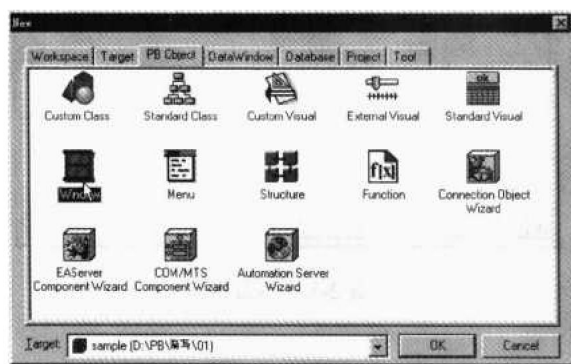 New
Workspace Target PB Object DataWindow Database Project Tool
Custom Class Standard Class Custom Visual External Visual Standard Visual
Window Menu Structure Function Connection Object
Wizard
EAServer COM/MTS Automation Server
Component Wizard Component Wizard Wizard
Target: sample (D:\PB\编写\01) OK Cancel